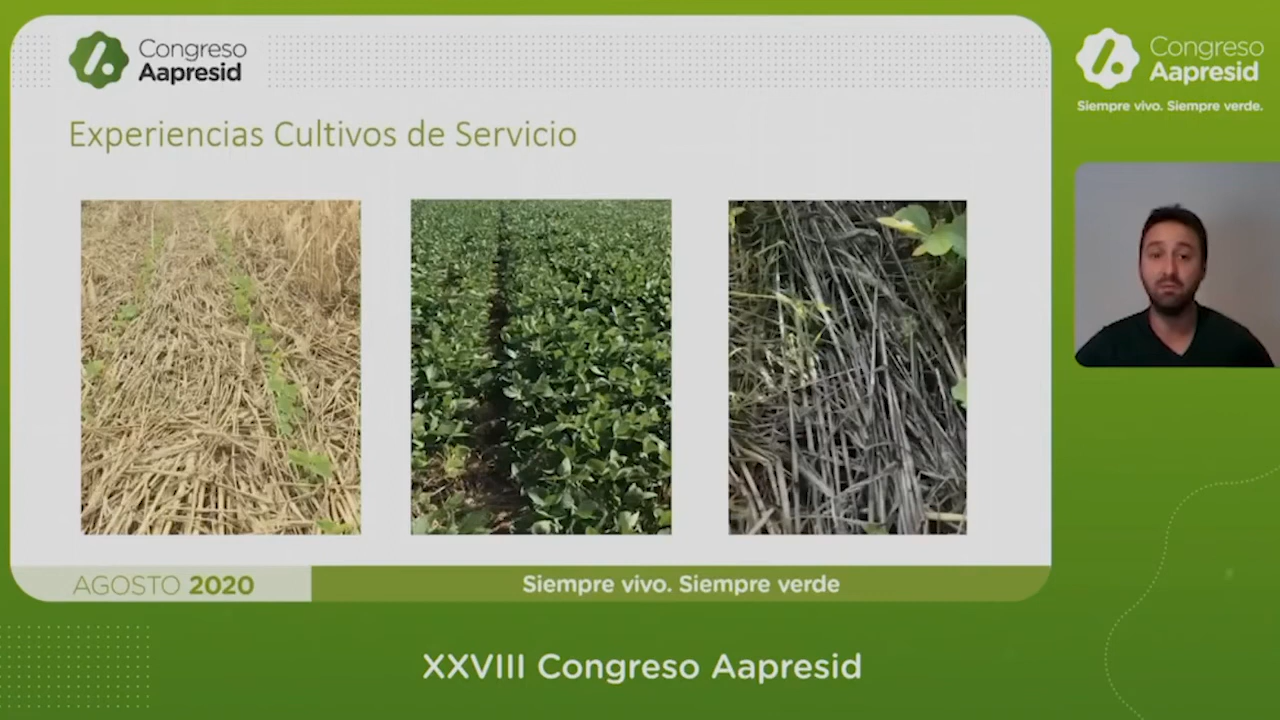 Congreso
Aapresid
Experiencias Cultivos de Servicio
AGOSTO 2020
Siempre vivo. Siempre verde
XXVIII Congreso Aapresid
Congreso
Aapresid
Siempre vivo. Siempre verde.